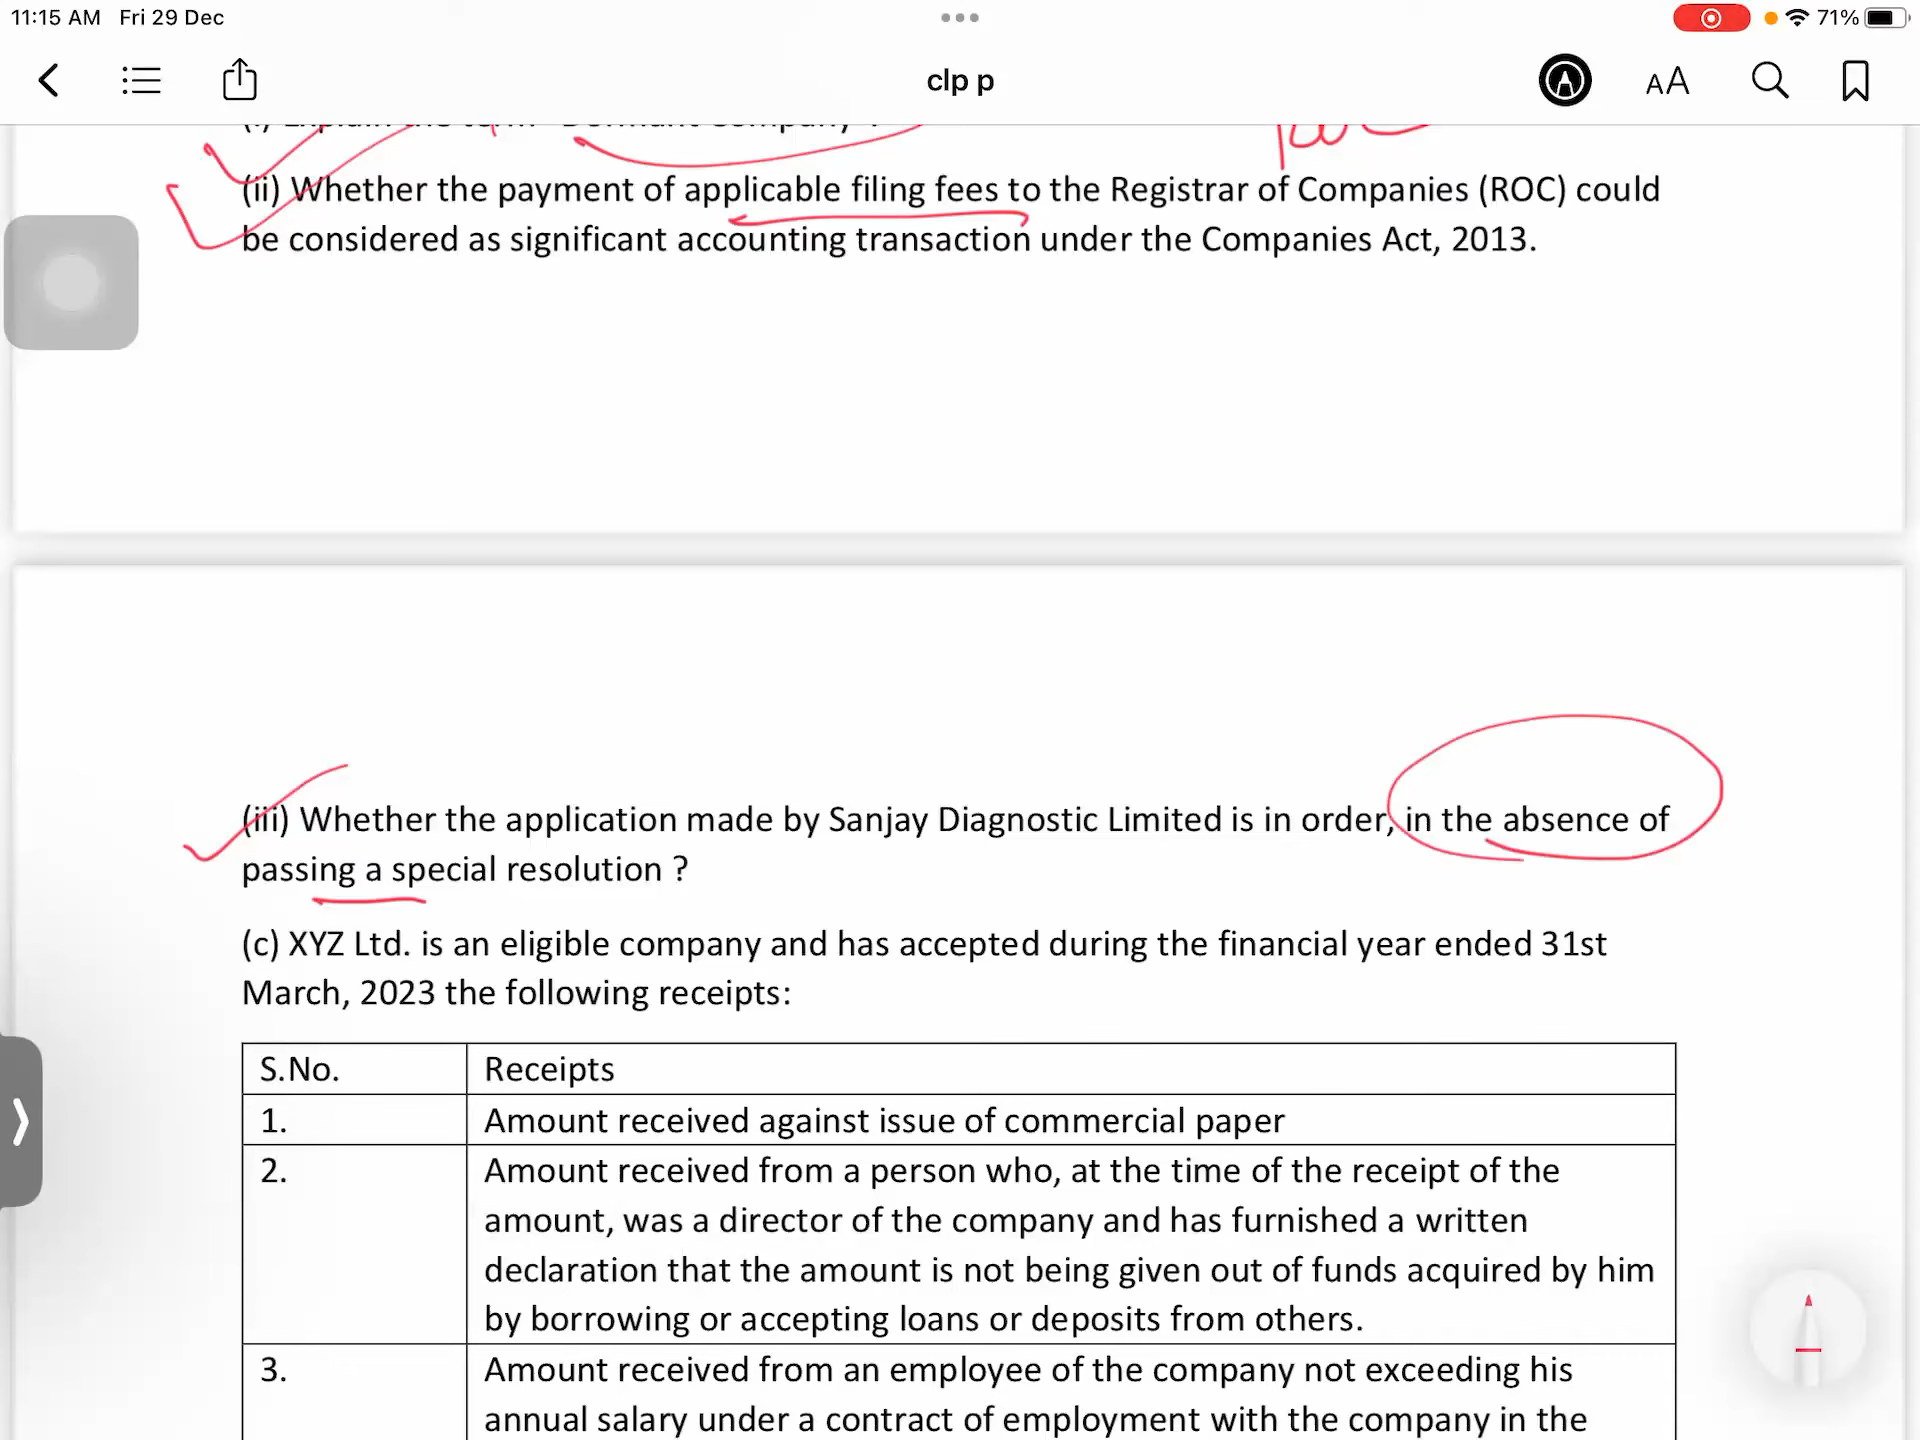 11:15 AM Fri 29 Dec
71%
clp p
AA
(ii) Whether the payment of applicable filing fees to the Registrar of Companies (ROC) could
be considered as significant accounting transaction under the Companies Act, 2013.
(iii) Whether the application made by Sanjay Diagnostic Limited is in order, in the absence of
passing a special resolution ?
(c) XYZ Ltd. is an eligible company and has accepted during the financial year ended 31st
March, 2023 the following receipts:
S.No. Receipts
1. Amount received against issue of commercial paper
2. Amount received from a person who, at the time of the receipt of the
amount, was a director of the company and has furnished a written
declaration that the amount is not being given out of funds acquired by him
by borrowing or accepting loans or deposits from others.
3. Amount received from an employee of the company not exceeding his
annual salary under a contract of employment with the company in the